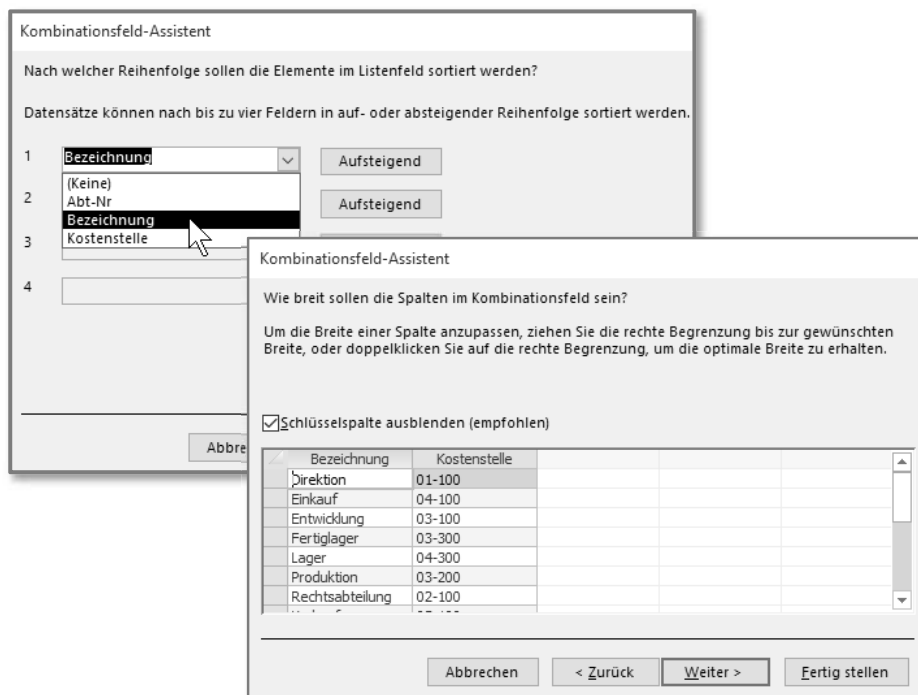 Kombinationsfeld-Assistent
Nach welcher Reihenfolge sollen die Elemente im Listenfeld sortiert werden?
Datensätze können nach bis zu vier Feldern in auf- oder absteigender Reihenfolge sortiert werden.
1 Bezeichnung Aufsteigend
(Keine)
2 Abt-Nr Aufsteigend
Bezeichnung
3 Kostenstelle
4
Abbre
Kombinationsfeld-Assistent
Wie breit sollen die Spalten im Kombinationsfeld sein?
Um die Breite einer Spalte anzupassen, ziehen Sie die rechte Begrenzung bis zur gewünschten
Breite, oder doppelklicken Sie auf die rechte Begrenzung, um die optimale Breite zu erhalten.
Schlüsselspalte ausblenden (empfohlen)
Bezeichnung Kostenstelle
Direktion 01-100
Einkauf 04-100
Entwicklung 03-100
Fertiglager 03-300
Lager 04-300
Produktion 03-200
Rechtsabteilung 02-100
Abbrechen < Zurück Weiter > Fertig stellen